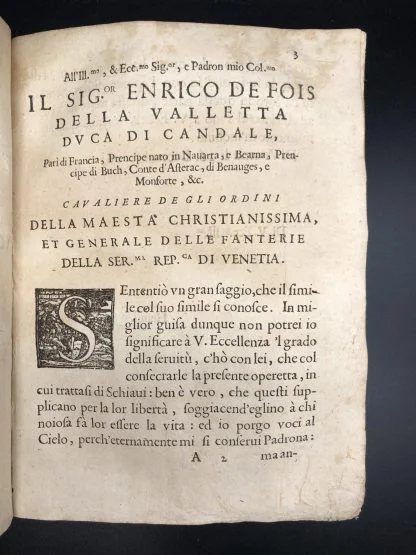 3
All'Ill.mo, & Ecc.mo Sig.or, e Padron mio Col.mo
IL SIG.OR ENRICO DE FOIS
DELLA VALLETTA
DVCA DI CANDALE,
Pari di Francia, Prencipe nato in Nauarra, e Bearna, Pren-
cipe di Buch, Conte d'Asterac, di Benauges, e
Monforte, &c.
CAVALIERE DE GLI ORDINI
DELLA MAESTA CHRISTIANISSIMA,
ET GENERALE DELLE FANTERIE
DELLA SER.MA REP.CA DI VENETIA.
SEntentiò vn gran saggio, che il simi-
le col suo simile si conosce. In mi-
glior guisa dunque non potrei io
significare à V. Eccellenza 'l grado
della seruitù, c'hò con lei, che col
consecrarle la presente operetta, in
cui trattasi di Schiaui: ben è vero, che questi sup-
plicano per la lor libertà, soggiacend'eglino à chi
noiosa fà lor essere la vita: ed io porgo voci al
Cielo, perch'eternamente mi si conserui Padrona:
A 2 maan-